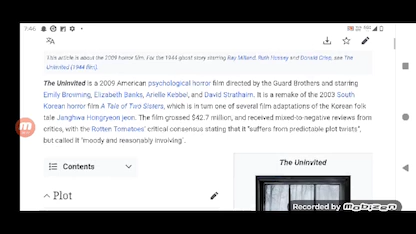 7:46
This article is about the 2009 horror film. For the 1944 ghost story starring Ray Milland, Ruth Hussey and Donald Crisp, see The
Uninvited (1944 film).
The Uninvited is a 2009 American psychological horror film directed by the Guard Brothers and starring
Emily Browning, Elizabeth Banks, Arielle Kebbel, and David Strathairn. It is a remake of the 2003 South
Korean horror film A Tale of Two Sisters, which is in turn one of several film adaptations of the Korean folk
tale Janghwa Hongryeon jeon. The film grossed $42.7 million, and received mixed-to-negative reviews from
critics, with the Rotten Tomatoes' critical consensus stating that it "suffers from predictable plot twists",
but called it "moody and reasonably involving".
Contents
The Uninvited
Plot
Recorded by Mobizen